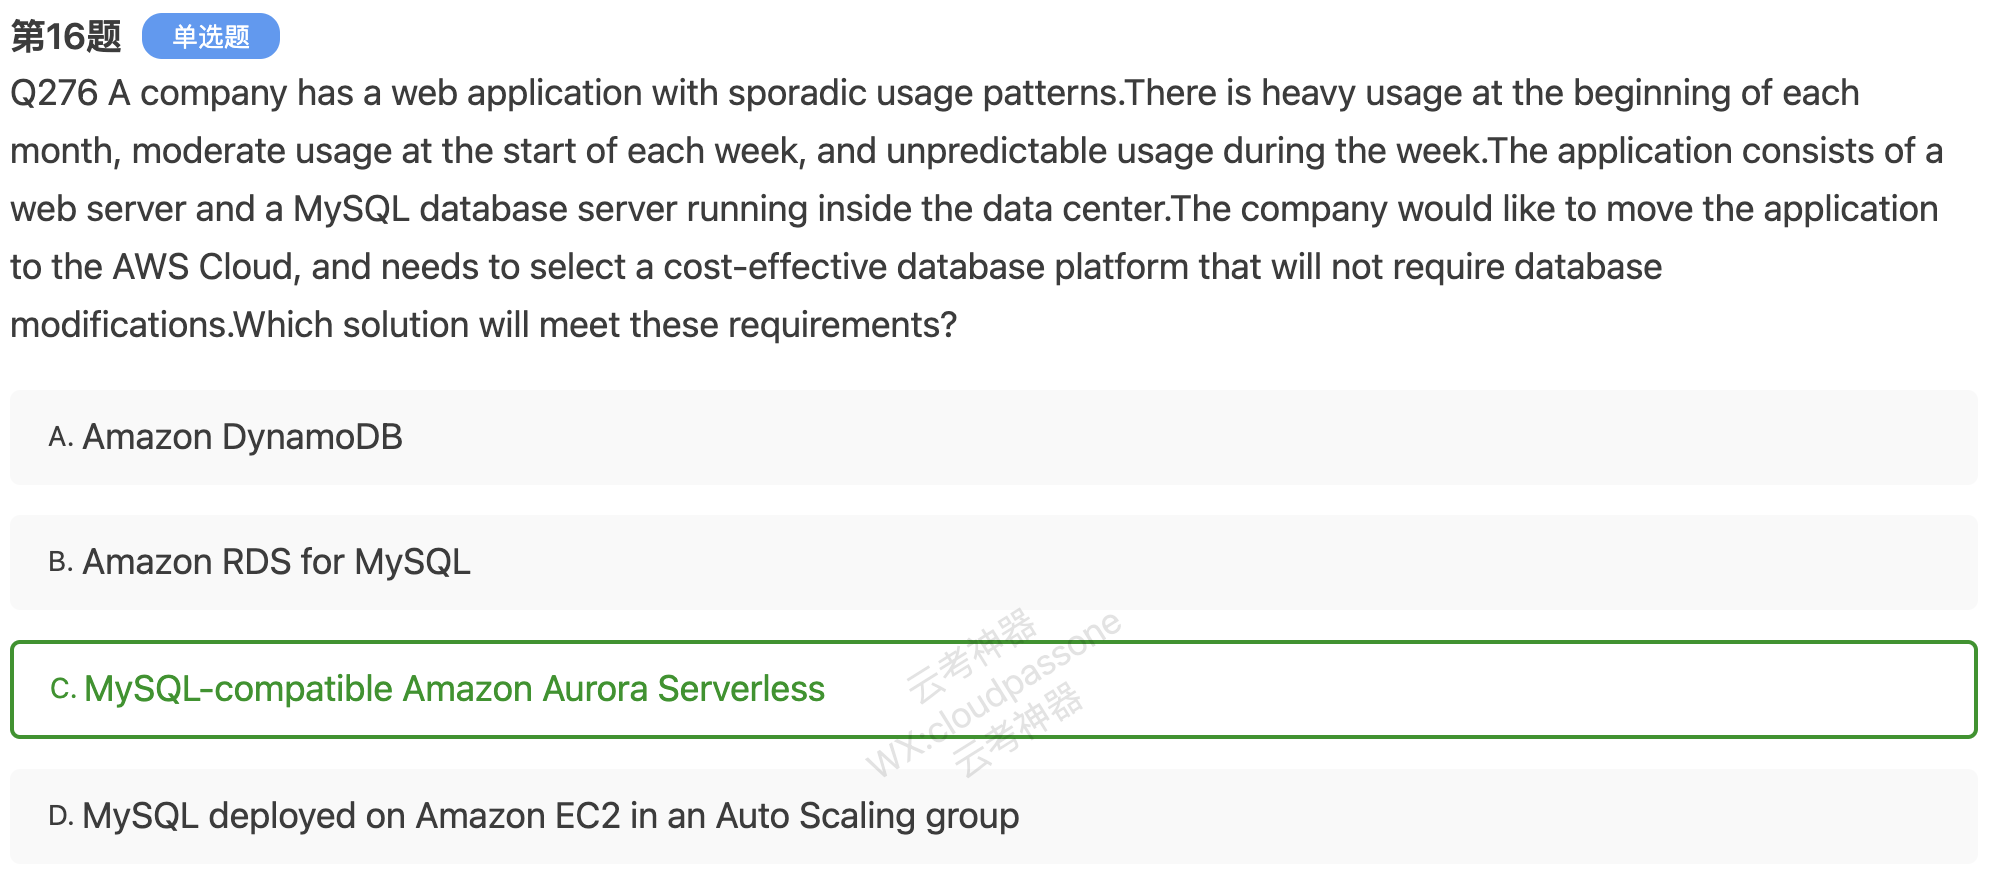 第16题 单选题
Q276 A company has a web application with sporadic usage patterns.There is heavy usage at the beginning of each
month, moderate usage at the start of each week, and unpredictable usage during the week.The application consists of a
web server and a MySQL database server running inside the data center.The company would like to move the application
to the AWS Cloud, and needs to select a cost-effective database platform that will not require database
modifications.Which solution will meet these requirements?
A. Amazon DynamoDB
B. Amazon RDS for MySQL
C. MySQL-compatible Amazon Aurora Serverless
云考神器
WX:cloudpassone
云考神器
D. MySQL deployed on Amazon EC2 in an Auto Scaling group